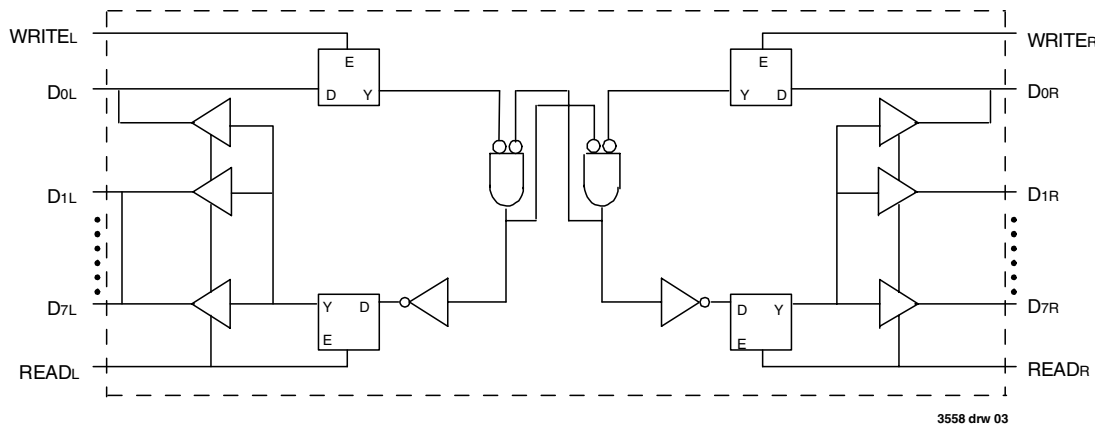 WRITEL WRITER
E E
D0L D Y Y D D0R
D1L D1R
D7L Y D D Y D7R
E E
READL READR
3558 drw 03